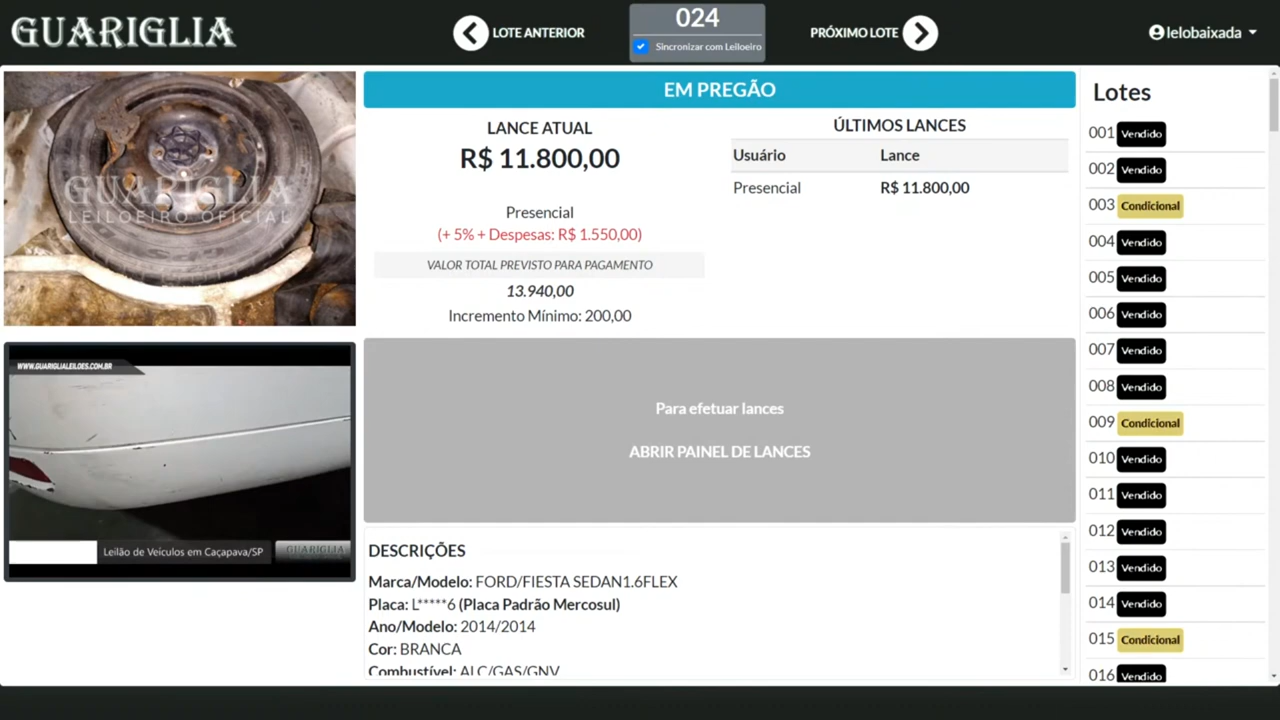 GUARIGLIA
LOTE ANTERIOR
024
Sincronizar com Leiloeiro
PRÓXIMO LOTE
lelobaixada
GUARIGLIA
LEILOEIRO OFICIAL
WWW.GUARIGLIALEILOES.COM.BR
Leilão de Veículos em Caçapava/SP
GUARIGLIA
EM PREGÃO
LANCE ATUAL
R$ 11.800,00
Presencial
(+ 5% + Despesas: R$ 1.550,00)
VALOR TOTAL PREVISTO PARA PAGAMENTO
13.940,00
Incremento Mínimo: 200,00
ÚLTIMOS LANCES
Usuário Lance
Presencial R$ 11.800,00
Para efetuar lances
ABRIR PAINEL DE LANCES
DESCRIÇÕES
Marca/Modelo: FORD/FIESTA SEDAN1.6FLEX
Placa: L*****6 (Placa Padrão Mercosul)
Ano/Modelo: 2014/2014
Cor: BRANCA
Combustível: ALC/GAS/GNV
Lotes
001 Vendido
002 Vendido
003 Condicional
004 Vendido
005 Vendido
006 Vendido
007 Vendido
008 Vendido
009 Condicional
010 Vendido
011 Vendido
012 Vendido
013 Vendido
014 Vendido
015 Condicional
016 Vendido